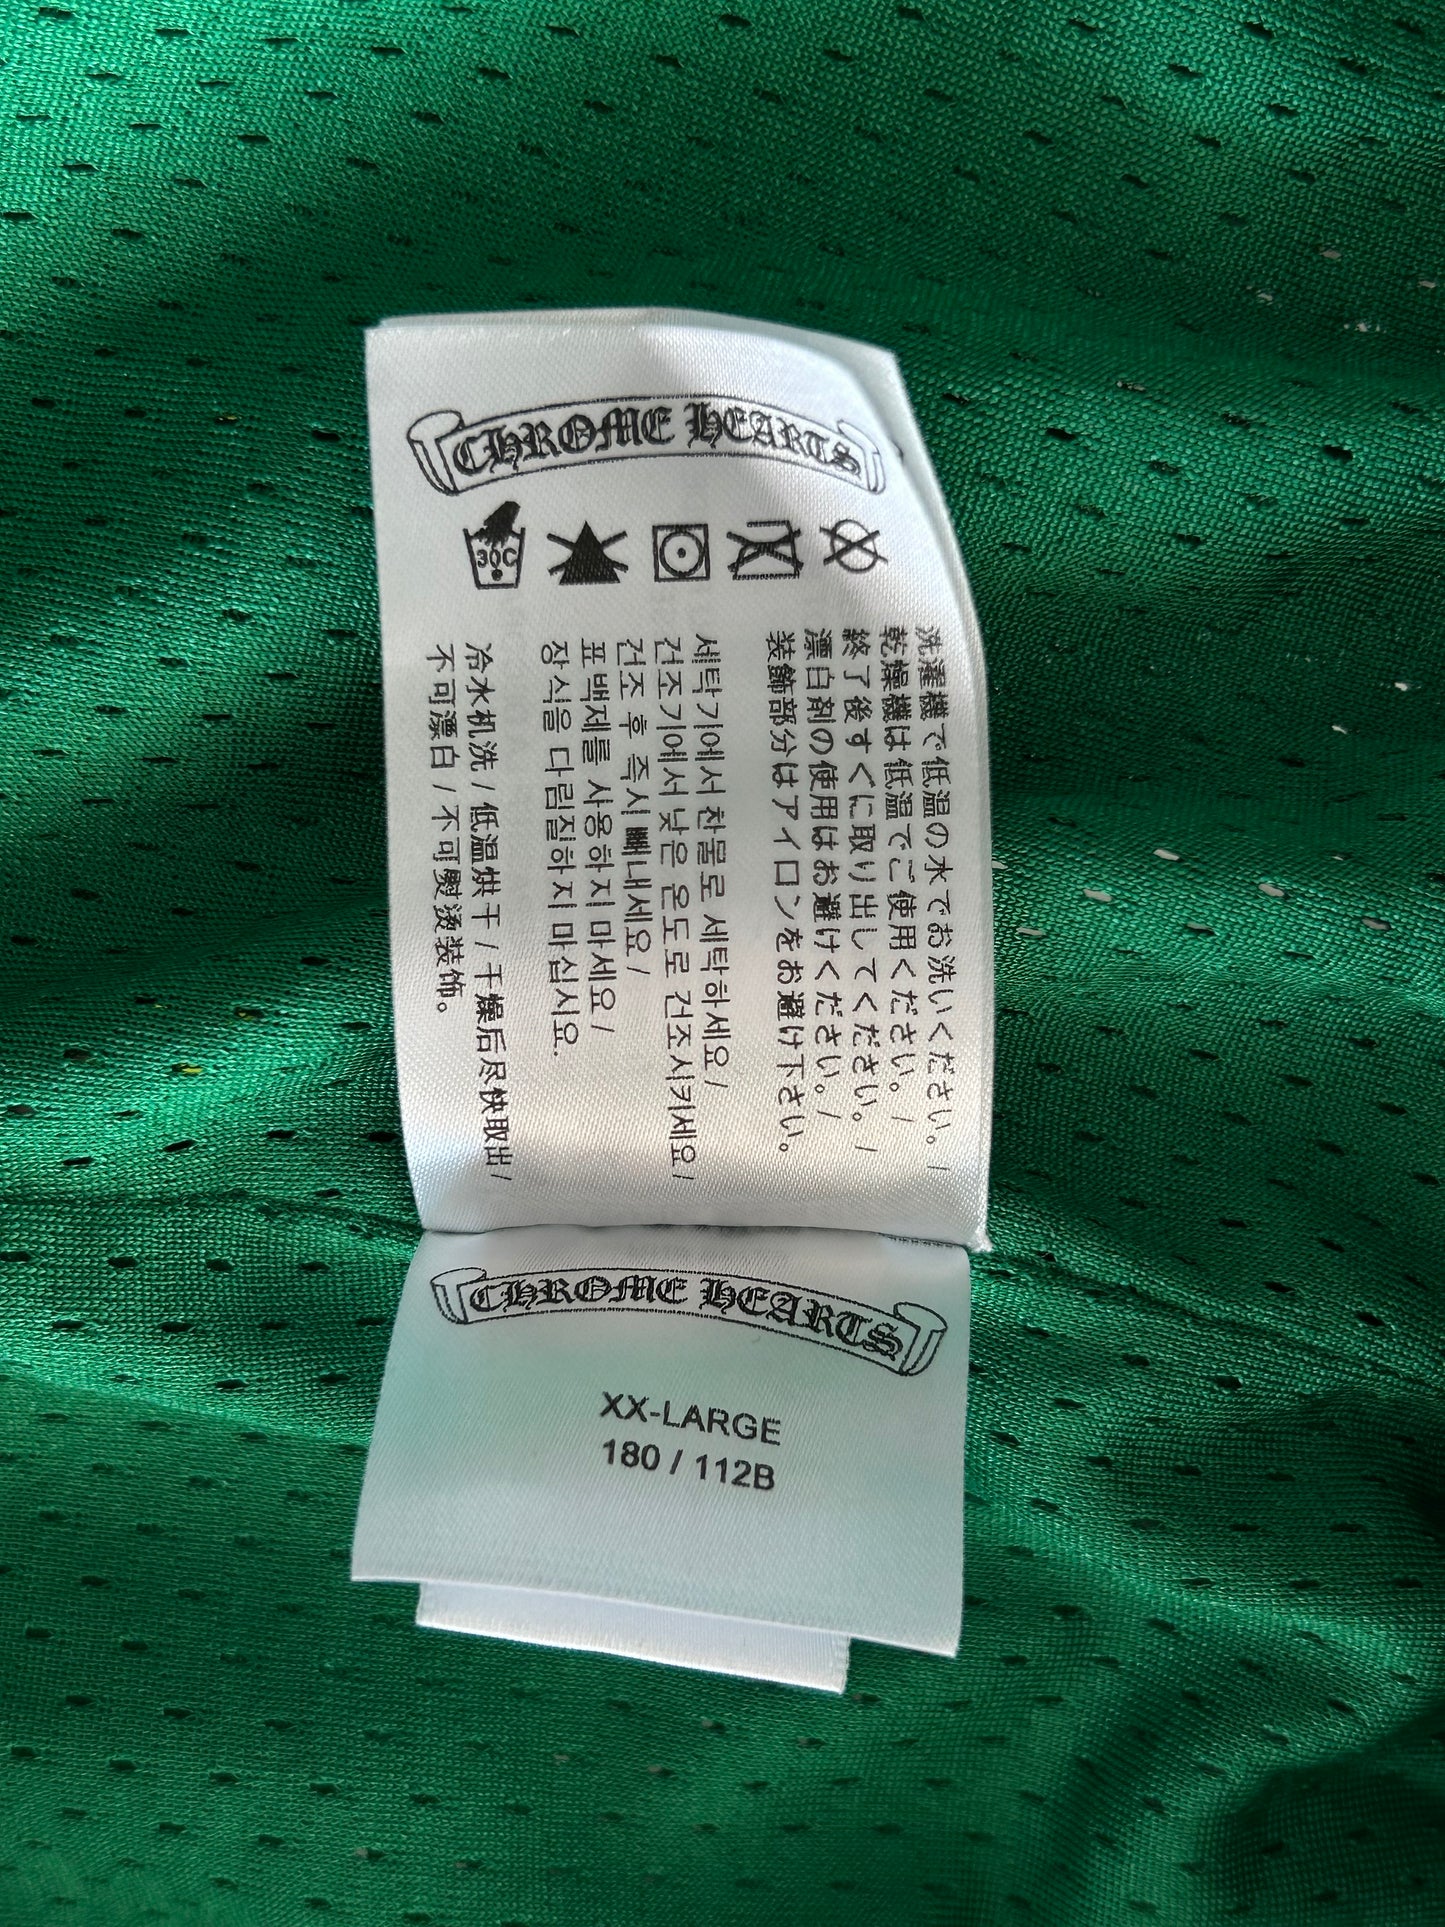 CHROME HEARTS
30C
洗濯機で低温の水でお洗いください。/
乾燥機は低温でご使用ください。/
終了後すぐに取り出してください。/
漂白剤の使用はお避けください。/
装飾部分はアイロンをお避け下さい。
세탁기에서 찬물로 세탁하세요 /
건조기에서 낮은 온도로 건조시키세요 /
건조 후 즉시 빼내세요 /
표백제를 사용하지 마세요 /
장식을 다림질하지 마십시요.
冷水机洗 / 低温烘干 / 干燥后尽快取出 /
不可漂白 / 不可熨烫装饰。
CHROME HEARTS
XX-LARGE
180 / 112B